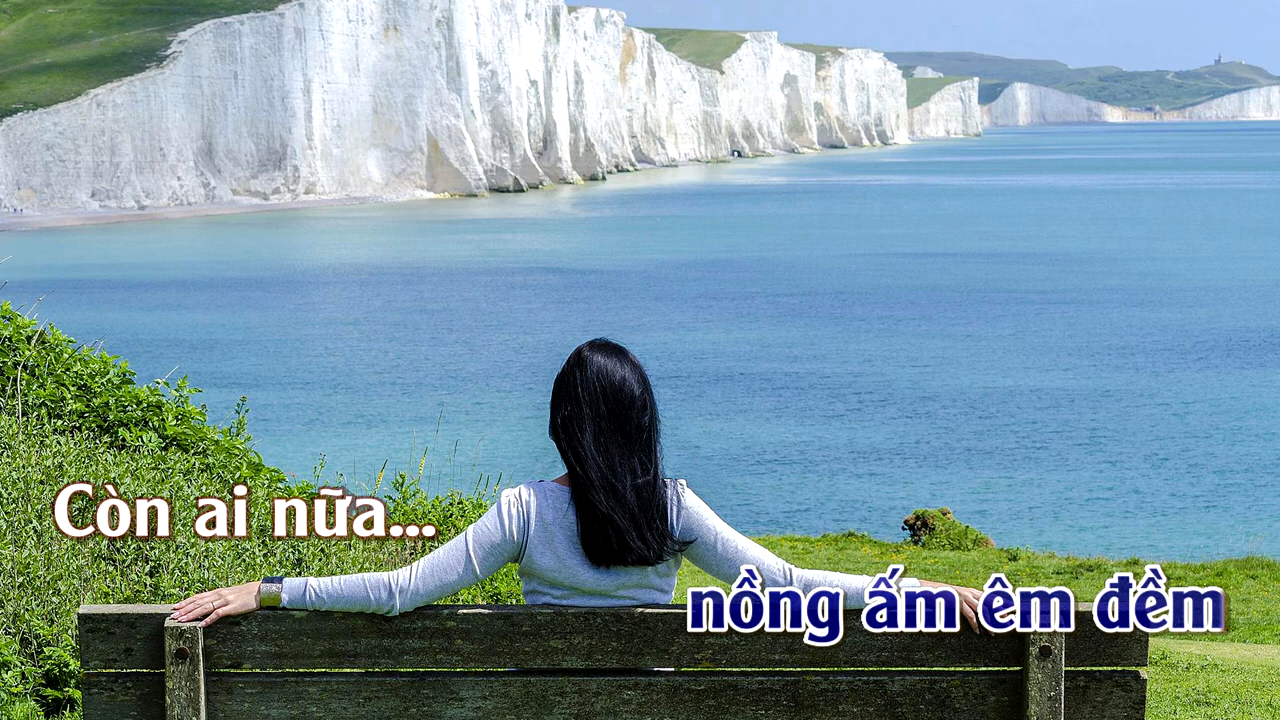 Còn ai nữa...
nồng ấm êm đềm